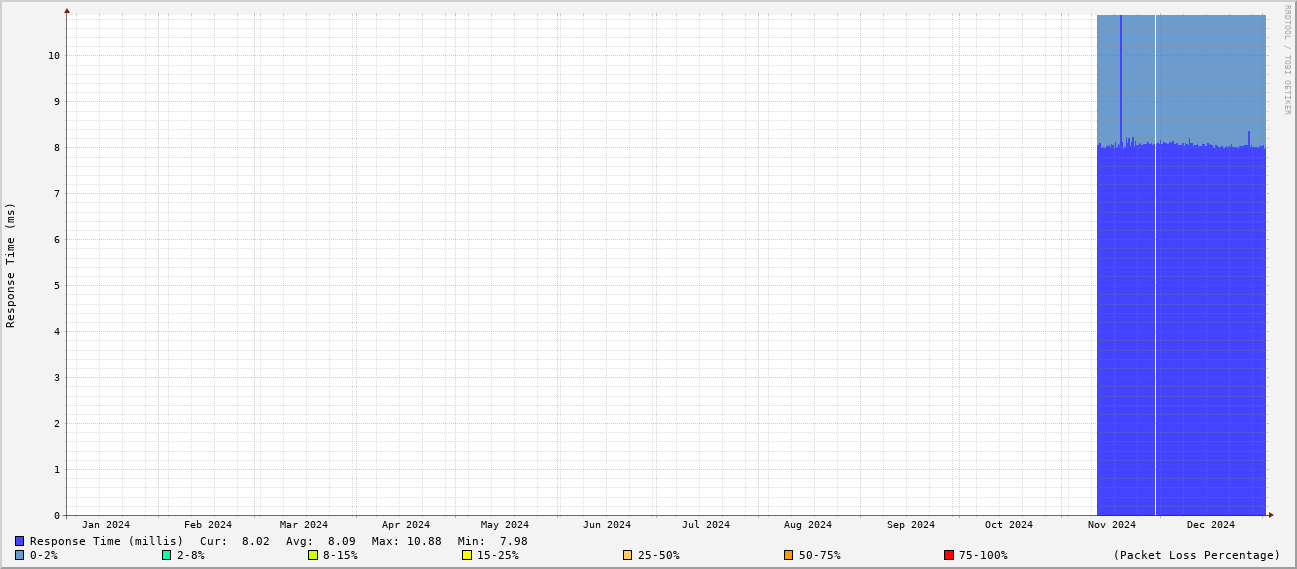 RRDTOOL / TOBI OETIKER
Response Time (ms)
10
9
8
7
6
5
4
3
2
1
0
Jan 2024 Feb 2024 Mar 2024 Apr 2024 May 2024 Jun 2024 Jul 2024 Aug 2024 Sep 2024 Oct 2024 Nov 2024 Dec 2024
Response Time (millis) Cur: 8.02 Avg: 8.09 Max: 10.88 Min: 7.98
0-2% 2-8% 8-15% 15-25% 25-50% 50-75% 75-100% (Packet Loss Percentage)